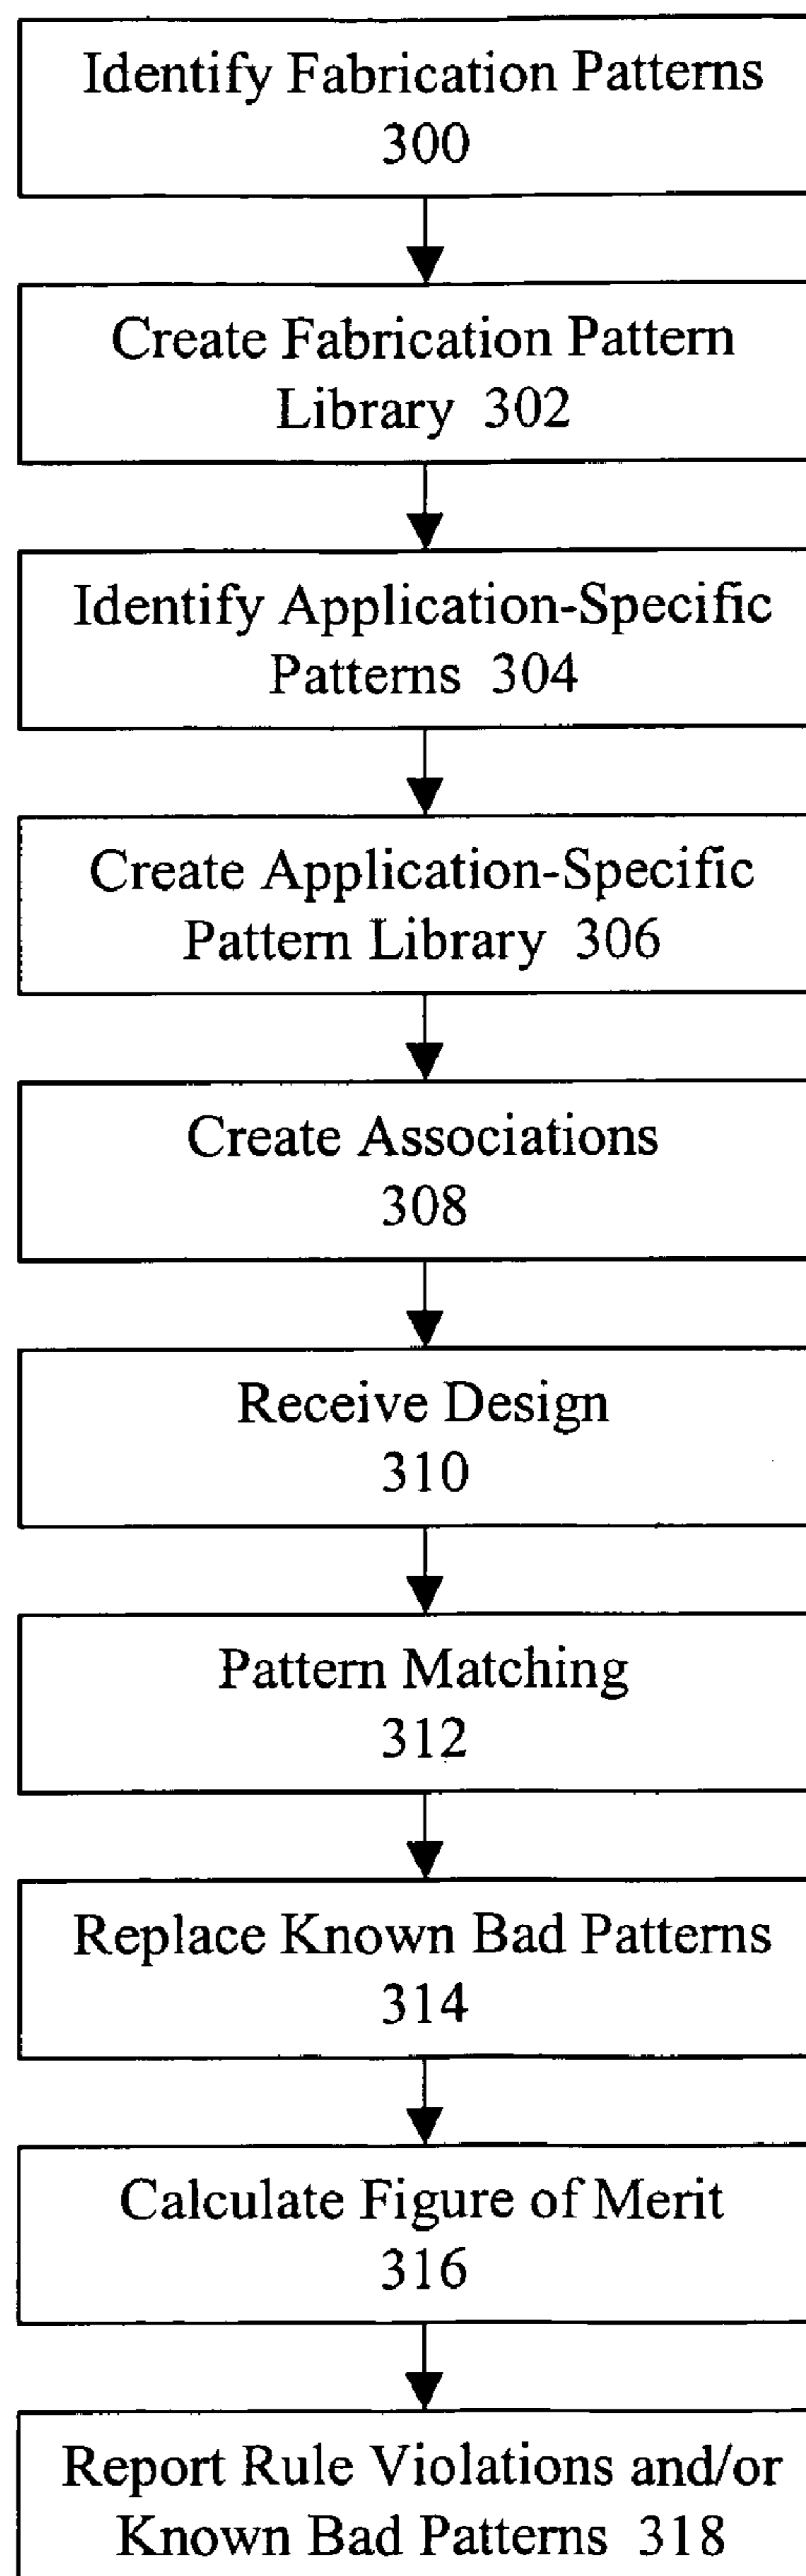 Identify Fabrication Patterns
300
Create Fabrication Pattern
Library 302
Identify Application-Specific
Patterns 304
Create Application-Specific
Pattern Library 306
Create Associations
308
Receive Design
310
Pattern Matching
312
Replace Known Bad Patterns
314
Calculate Figure of Merit
316
Report Rule Violations and/or
Known Bad Patterns 318